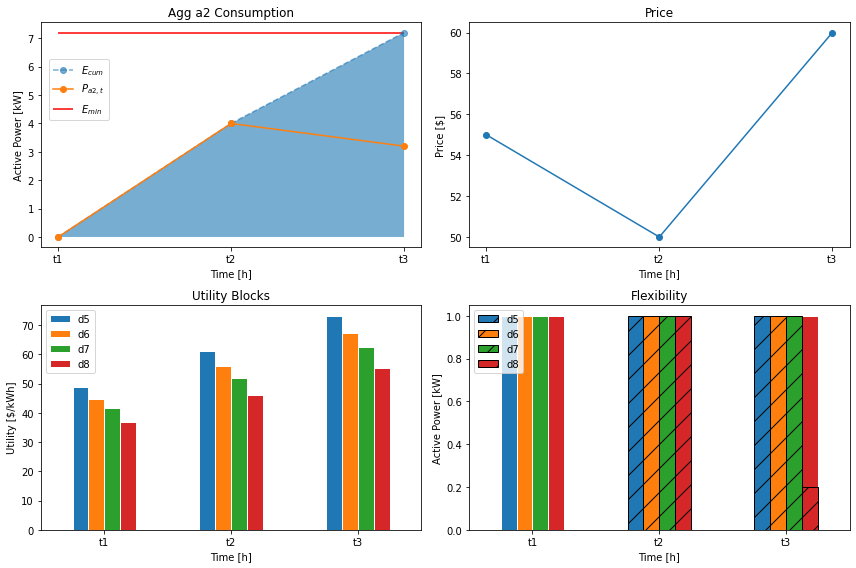 Agg a2 Consumption
Active Power [kW]
7
6
5
4
3
2
1
0
E_cum
P_a2, t
E_min
t1 t2 t3
Time [h]
Price
Price [$]
60
58
56
54
52
50
t1 t2 t3
Time [h]
Utility Blocks
Utility [$/kWh]
70
60
50
40
30
20
10
0
d5
d6
d7
d8
t1 t2 t3
Time [h]
Flexibility
Active Power [kW]
1.0
0.8
0.6
0.4
0.2
0.0
d5
d6
d7
d8
t1 t2 t3
Time [h]